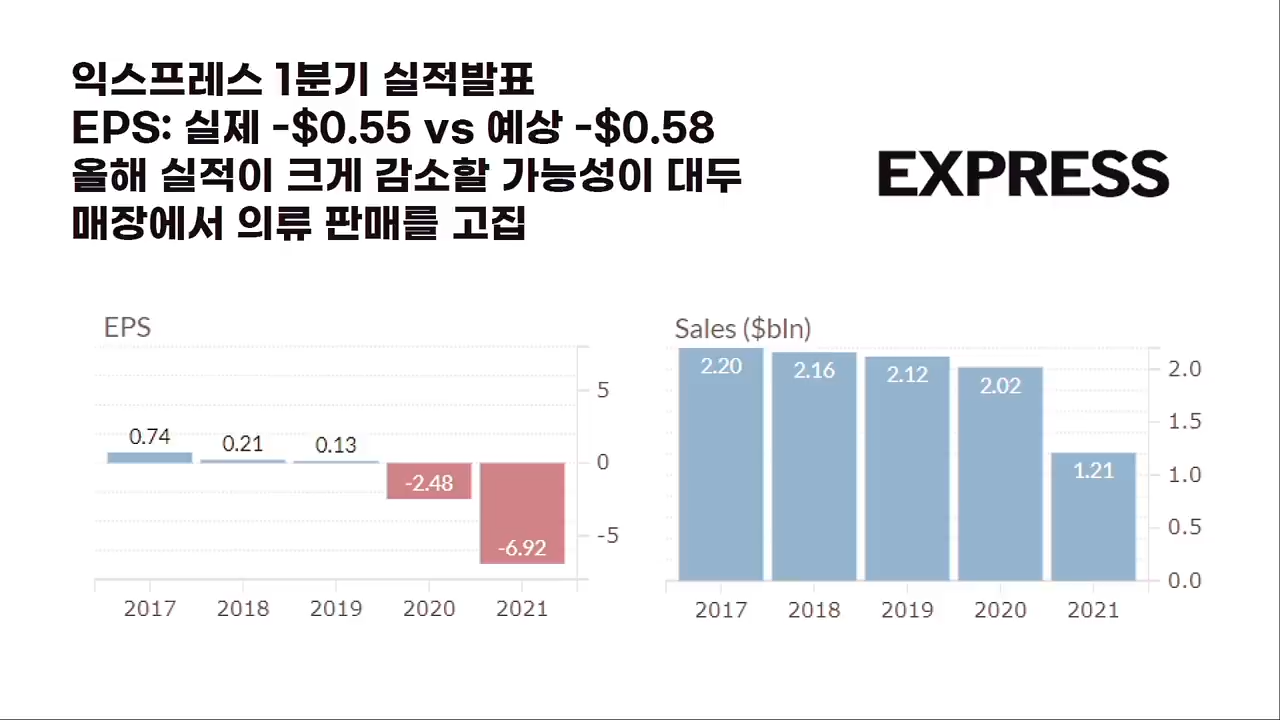 익스프레스 1분기 실적발표
EPS: 실제 -$0.55 vs 예상 -$0.58
올해 실적이 크게 감소할 가능성이 대두
매장에서 의류 판매를 고집
EXPRESS
EPS
0.74
0.21
0.13
-2.48
-6.92
5
0
-5
2017 2018 2019 2020 2021
Sales ($bln)
2.20
2.16
2.12
2.02
1.21
2.0
1.5
1.0
0.5
0.0
2017 2018 2019 2020 2021